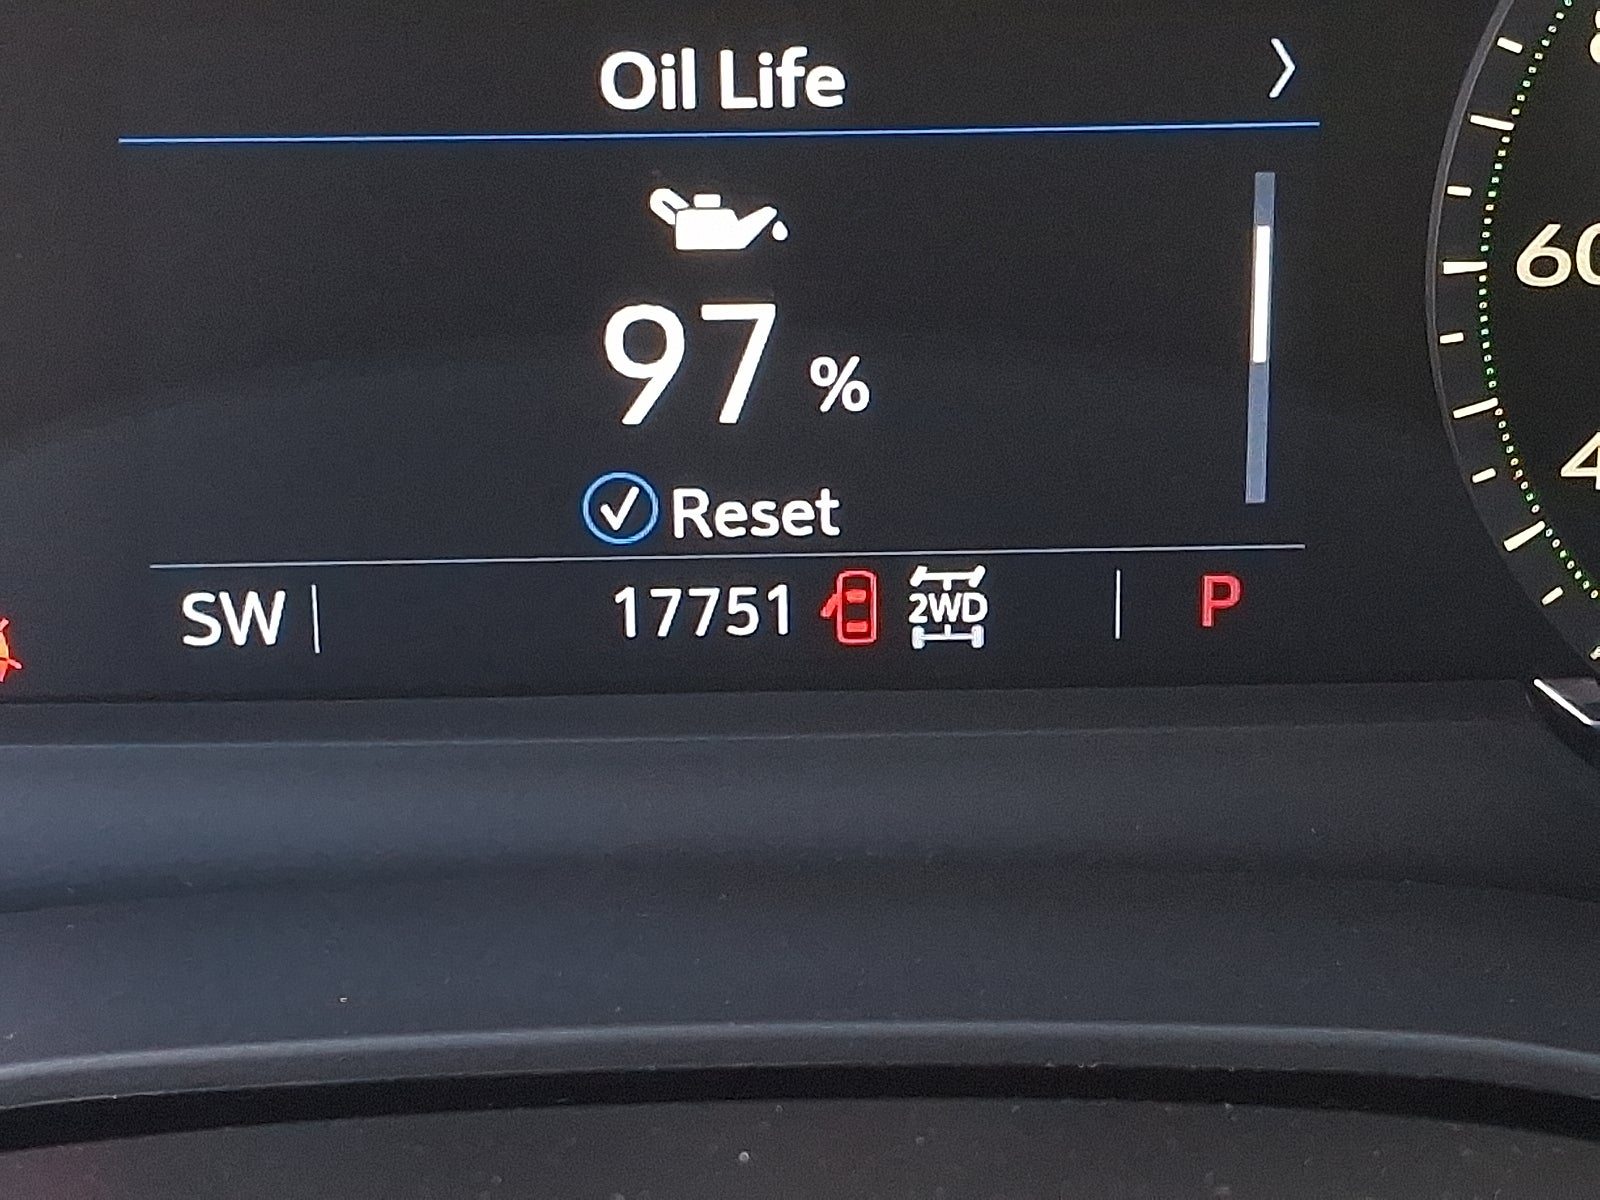 Oil Life
97 %
Reset
SW 17751 2WD P